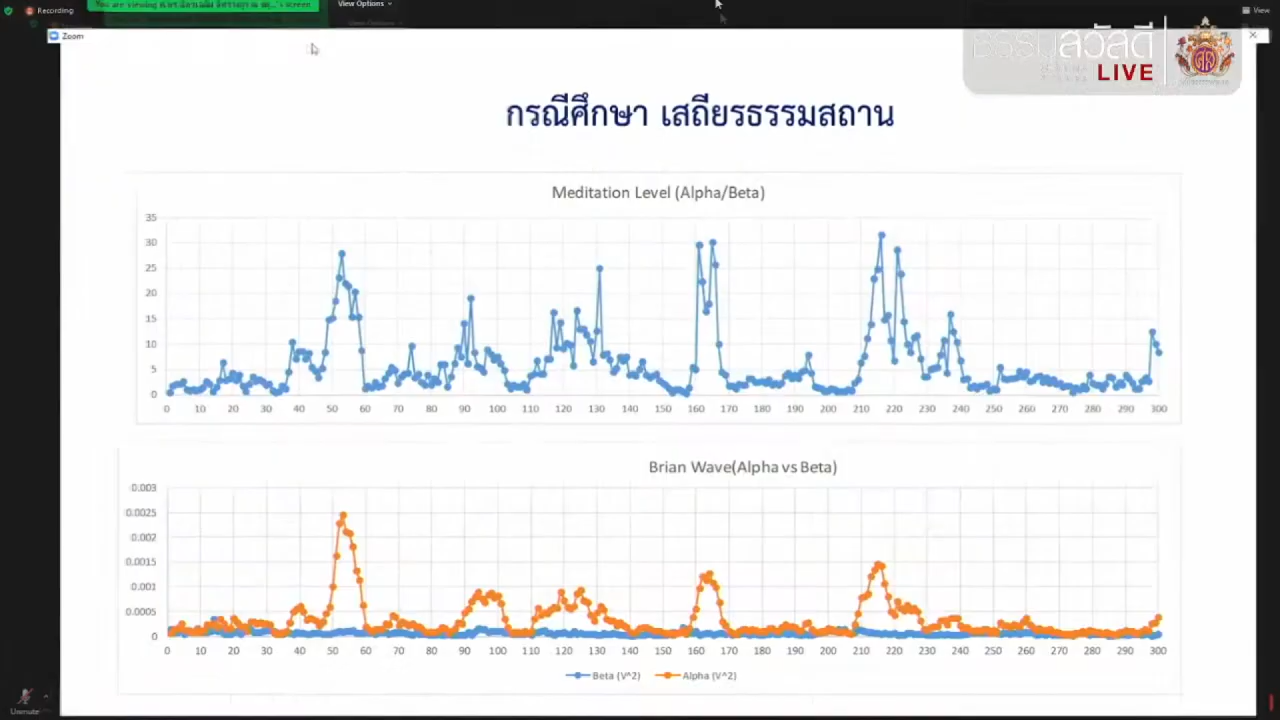 Recording
View Options
View
Zoom
ธรรมสวัสดี
LIVE
กรณีศึกษา เสถียรธรรมสถาน
Meditation Level (Alpha/Beta)
35
30
25
20
15
10
5
0
0 10 20 30 40 50 60 70 80 90 100 110 120 130 140 150 160 170 180 190 200 210 220 230 240 250 260 270 280 290 300
Brian Wave(Alpha vs Beta)
0.003
0.0025
0.002
0.0015
0.001
0.0005
0
0 10 20 30 40 50 60 70 80 90 100 110 120 130 140 150 160 170 180 190 200 210 220 230 240 250 260 270 280 290 300
Beta (V^2) Alpha (V^2)
Unmute